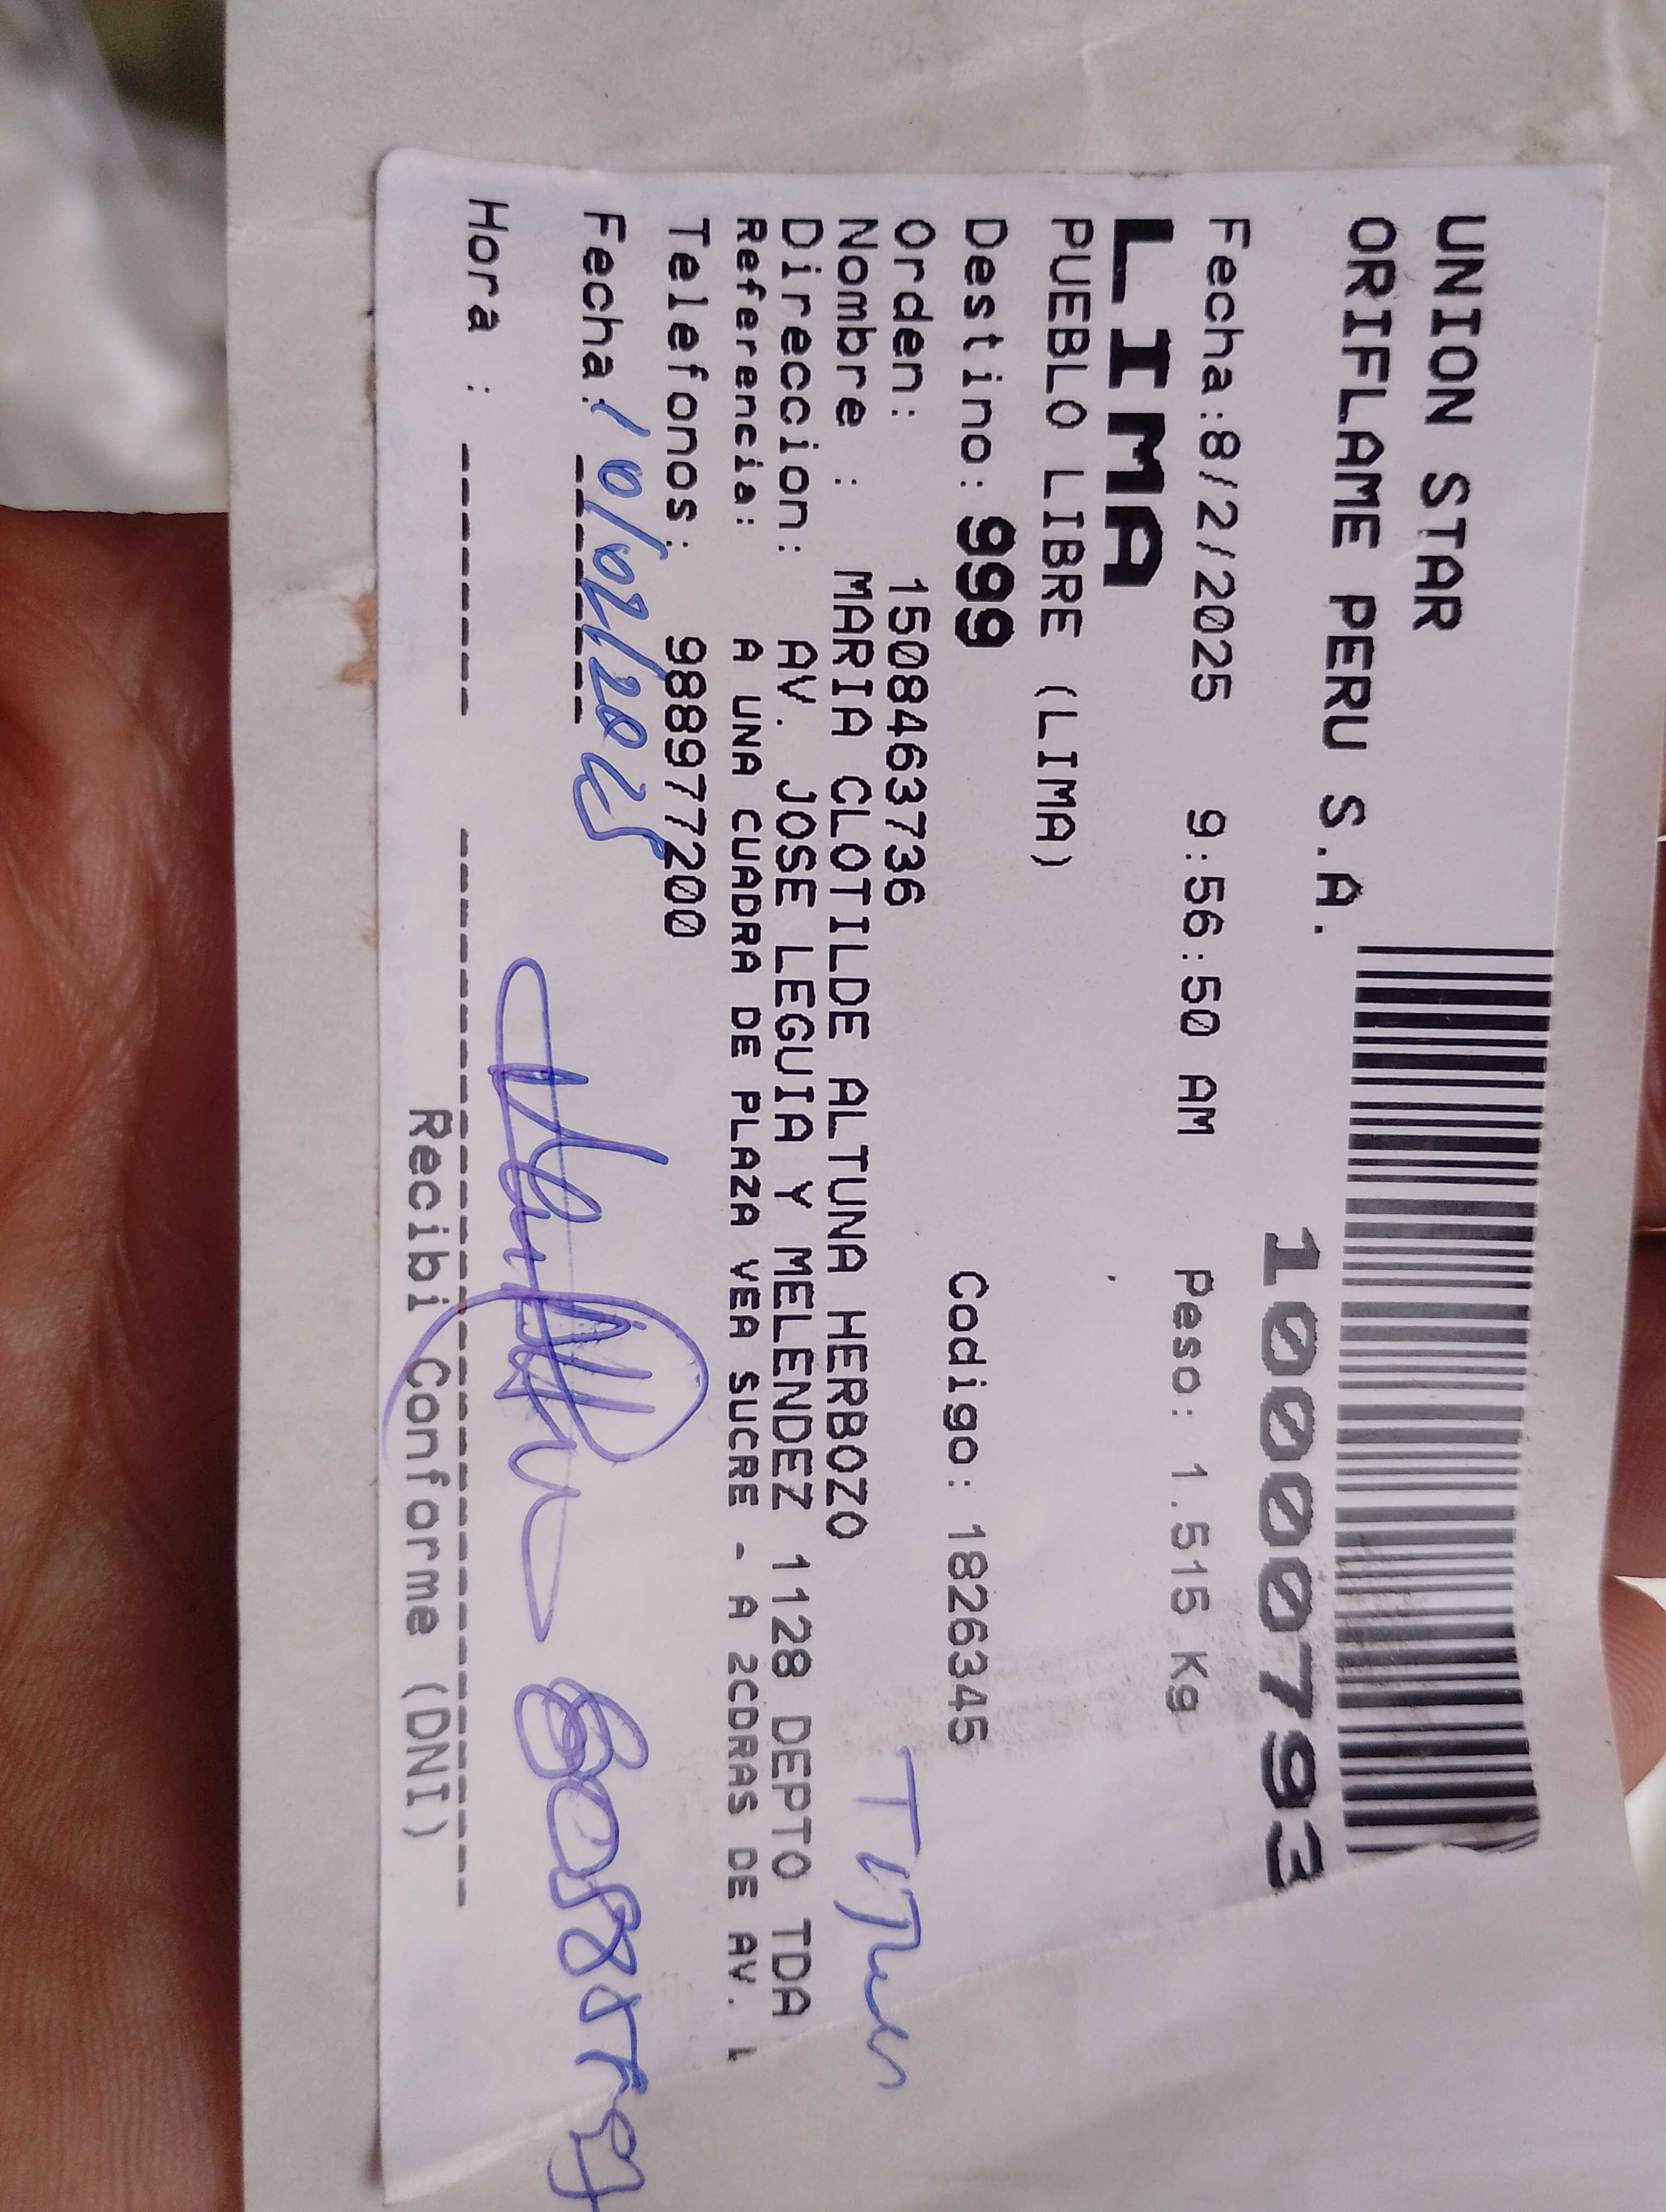 UNION STAR
ORIFLAME PERU S.A.
10000793
Fecha:8/2/2025 9:56:50 AM Peso: 1.515 Kg
LIMA
PUEBLO LIBRE (LIMA)
Destino: 999 Codigo: 1826345
Orden: 1508463736
Nombre : MARIA CLOTILDE ALTUNA HERBOZO
Direccion: AV. JOSE LEGUIA Y MELENDEZ 1128 DEPTO TDA
Referencia: A UNA CUADRA DE PLAZA VEA SUCRE - A 2CDRAS DE AV. L
Telefonos: 988977200
Fecha: 10/02/2025
Hora :
Recibi Conforme (DNI)